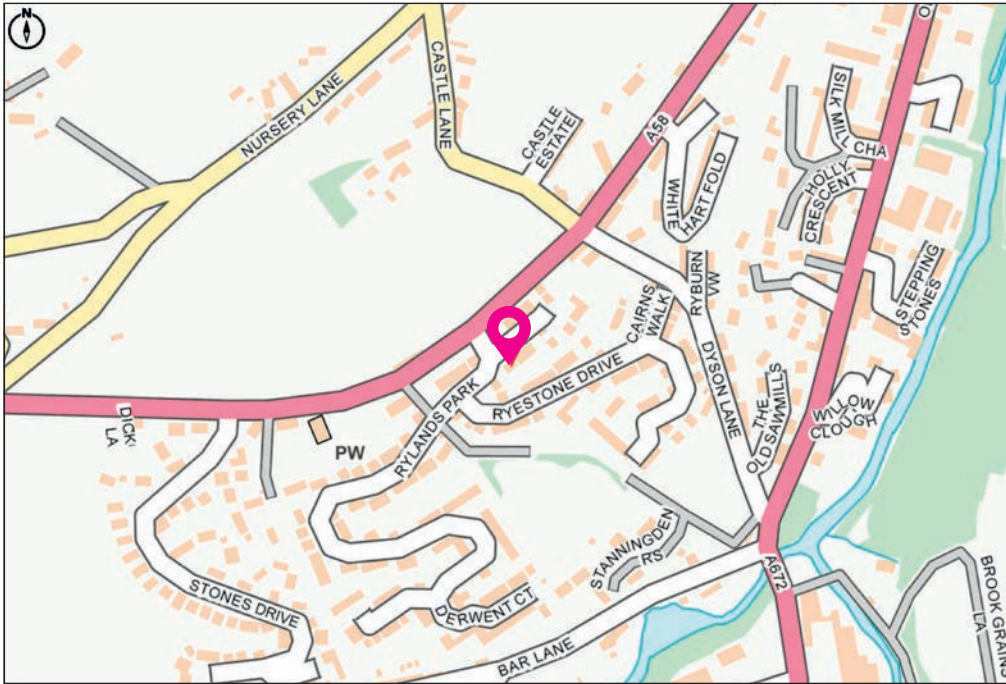 NURSERY LANE
CASTLE LANE
CASTLE
ESTATE
A58
WHITE
HART FOLD
SILK MILL CHA
HOLLY
CRESCENT
STEPPING
STONES
RYBURN
VW
CAIRNS
WALK
DYSON LANE
RYESTONE DRIVE
RYLANDS PARK
THE
OLD SAWMILLS
WILLOW
CLOUGH
DICK
LA
PW
STONES DRIVE
DERWENT CT
STANNINGDEN
RS
BAR LANE
A672
BROOK GRAINS
LA